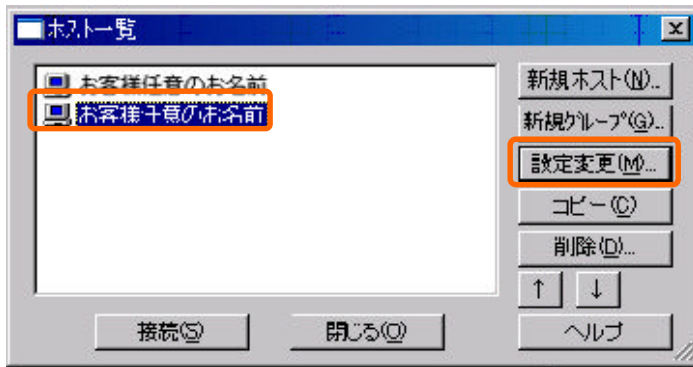 ホスト一覧
お客様任意のお名前
お客様任意のお名前
新規ホスト(N)..
新規グループ(G)..
設定変更(M)...
コピー(C)
削除(D)...
↑ ↓
接続(S) 閉じる(O) ヘルプ